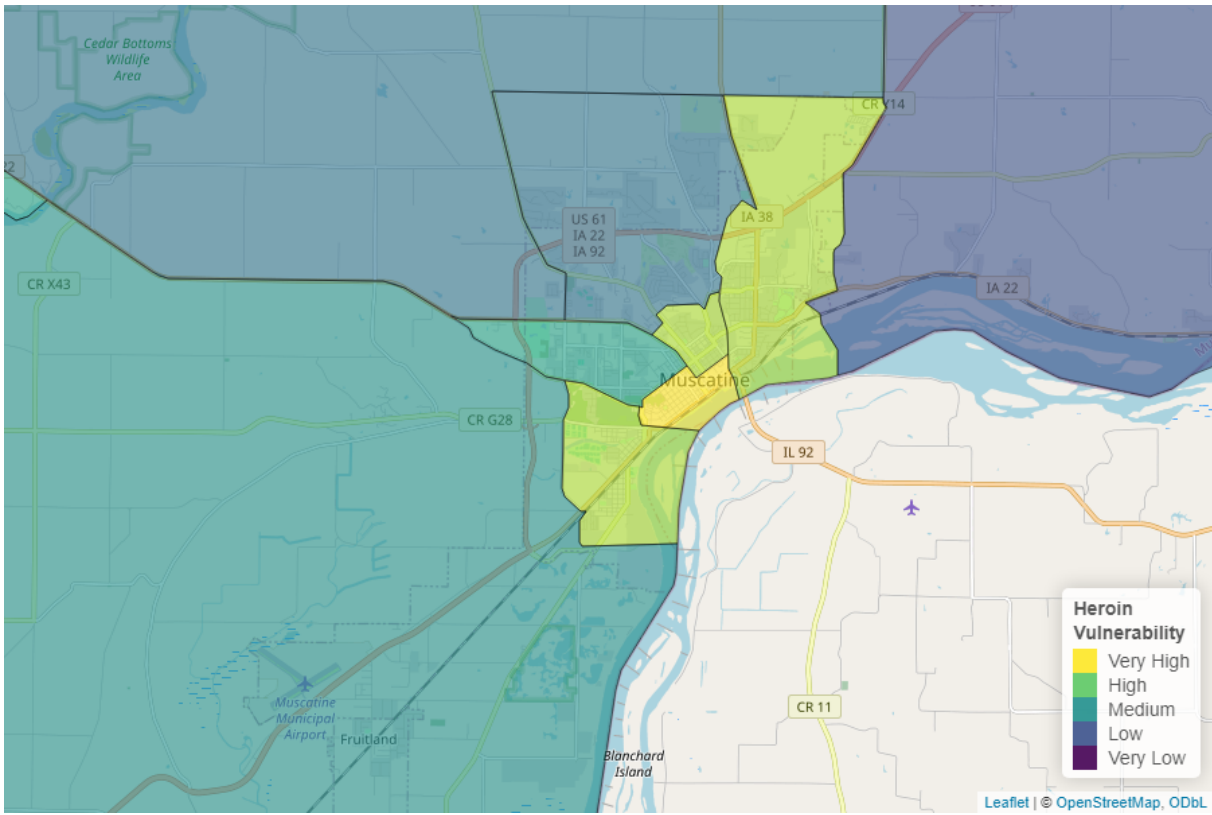 Cedar Bottoms
Wildlife
Area
CR Y14
22
US 61
IA 22
IA 92
IA 38
CR X43
IA 22
Muscatine
CR G28
IL 92
Heroin
Vulnerability
Very High
High
Medium
Low
Very Low
Muscatine
Municipal
Airport
CR 11
Fruitland
Blanchard
Island
Leaflet | © OpenStreetMap, ODbL